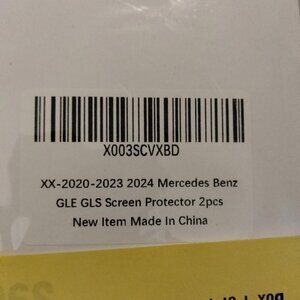 X003SCVXBD
XX-2020-2023 2024 Mercedes Benz
GLE GLS Screen Protector 2pcs
New Item Made In China